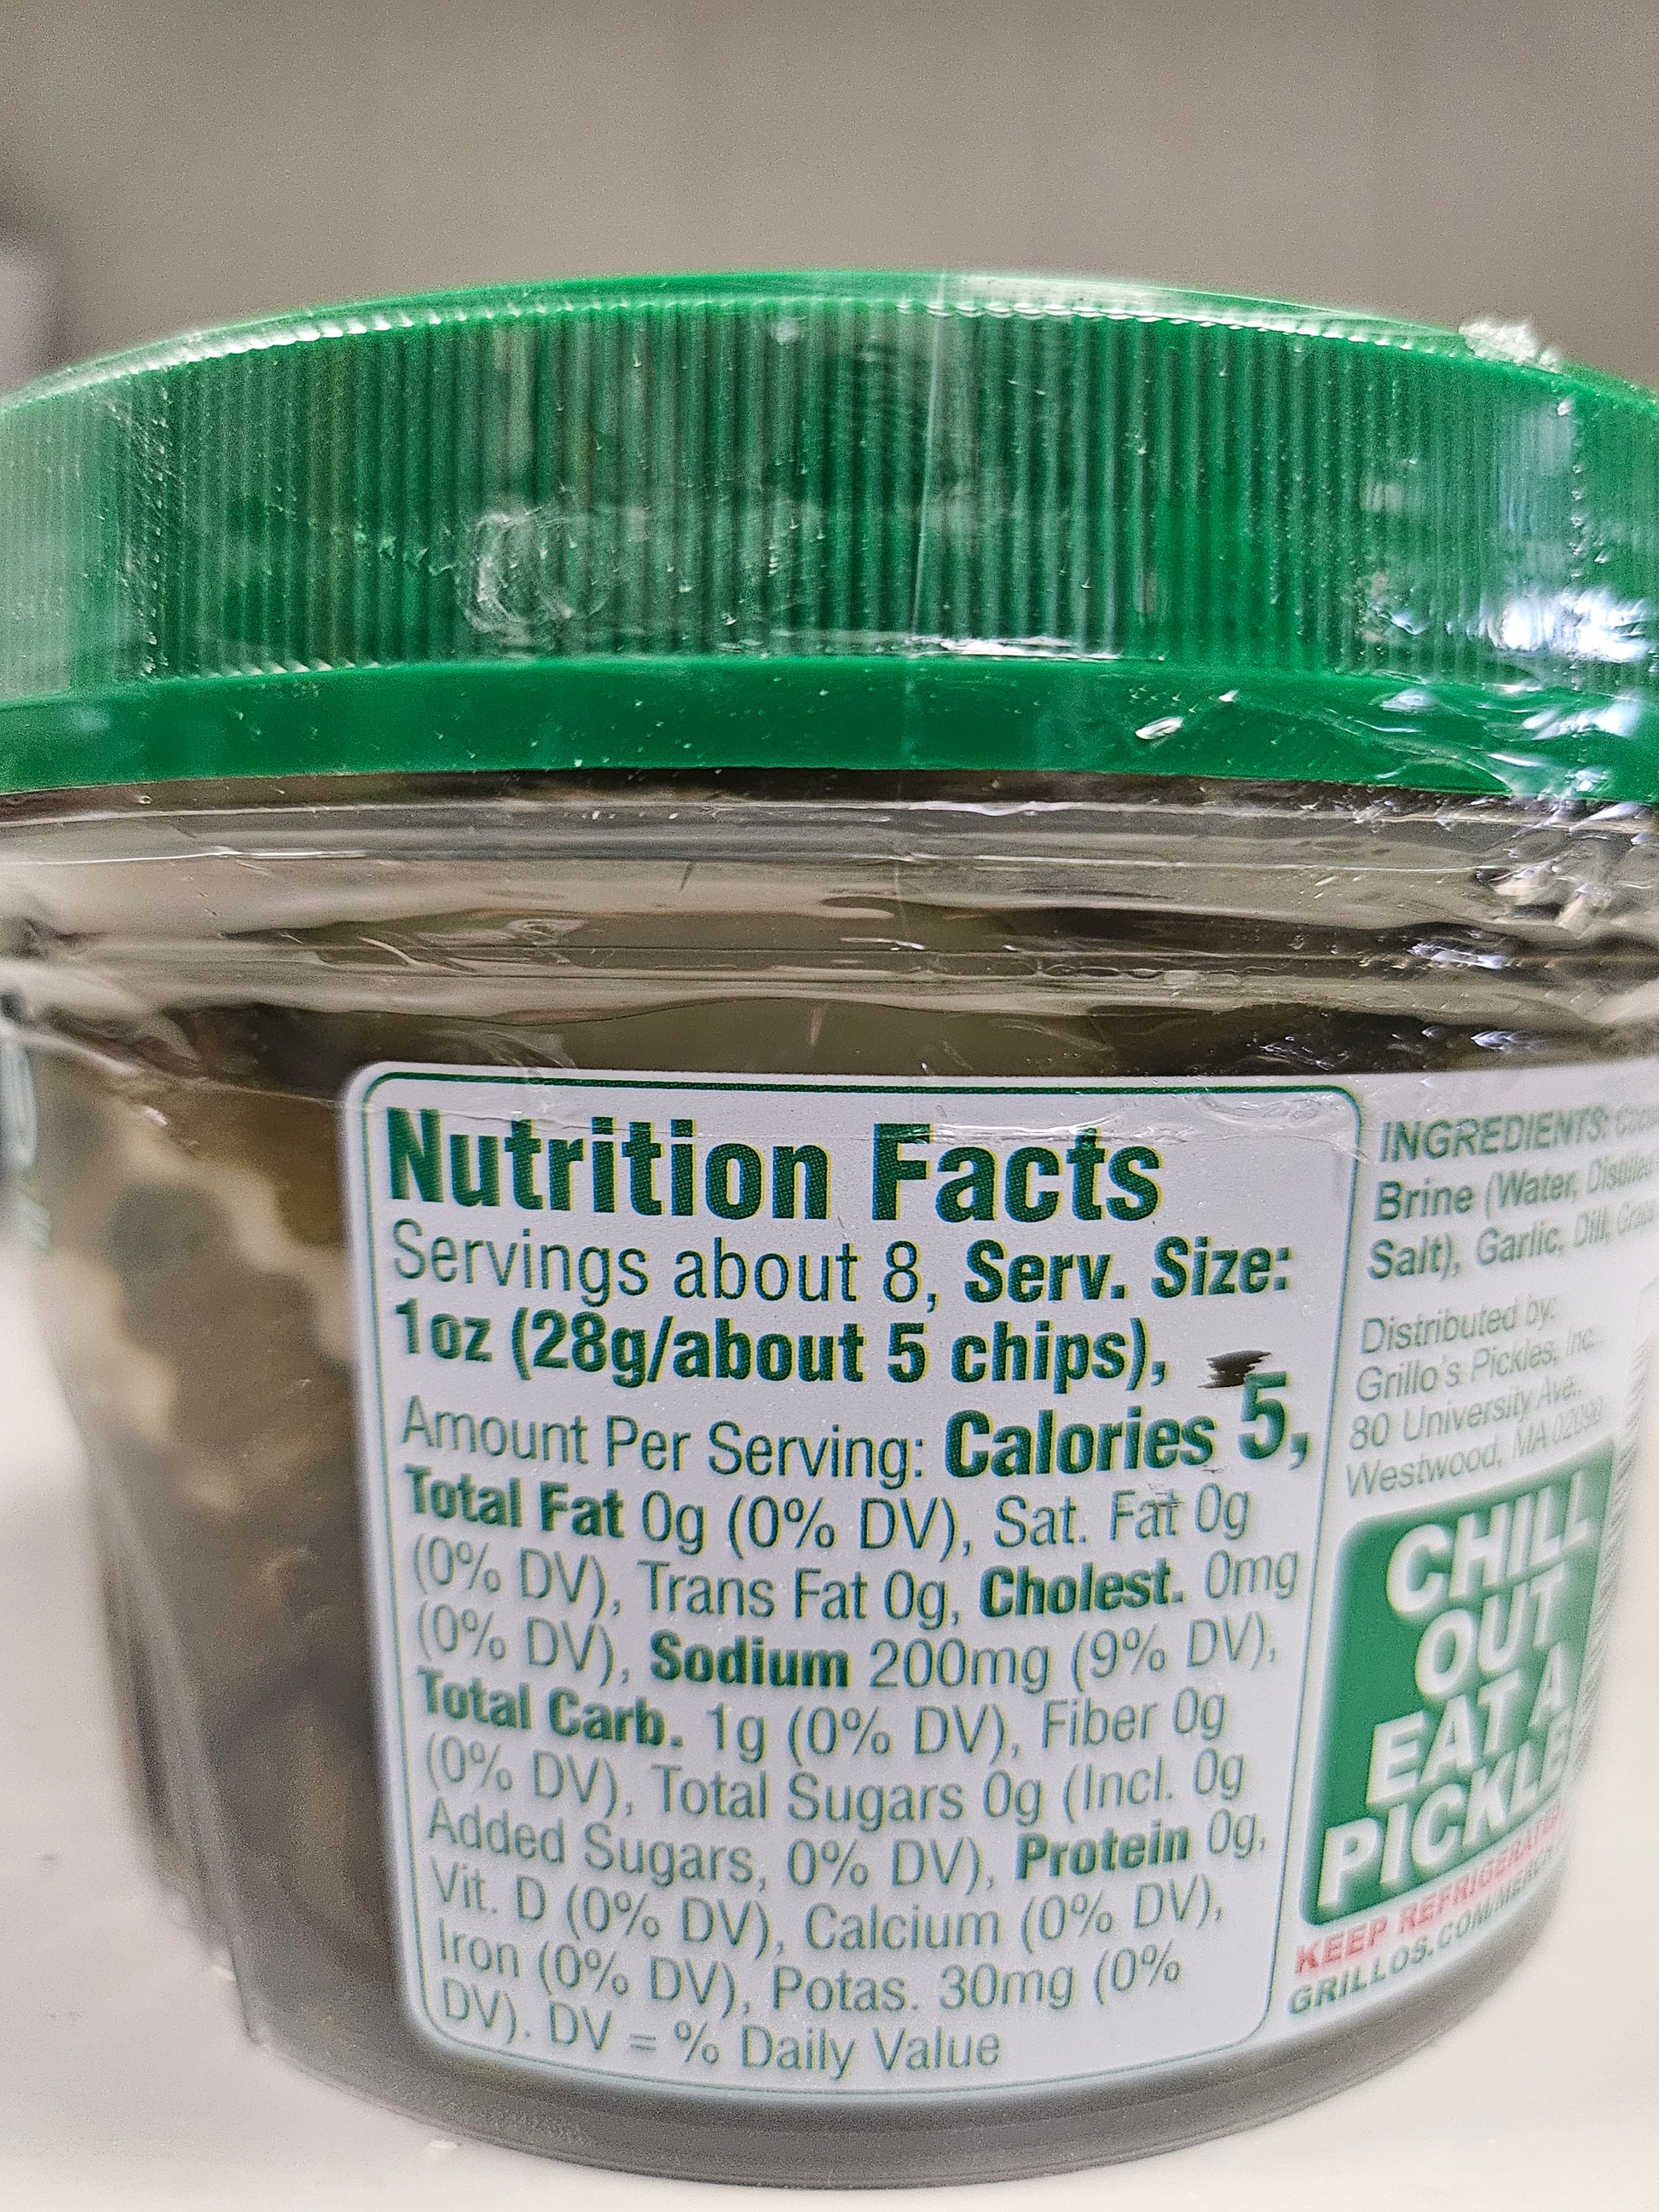 Nutrition Facts
Servings about 8, Serv. Size:
1oz (28g/about 5 chips),
Amount Per Serving: Calories 5,
Total Fat 0g (0% DV), Sat. Fat 0g
(0% DV), Trans Fat 0g, Cholest. 0mg
(0% DV), Sodium 200mg (9% DV),
Total Carb. 1g (0% DV), Fiber 0g
(0% DV), Total Sugars 0g (Incl. 0g
Added Sugars, 0% DV), Protein 0g,
Vit. D (0% DV), Calcium (0% DV),
Iron (0% DV), Potas. 30mg (0%
DV). DV = % Daily Value
INGREDIENTS:
Brine (Water, Distilled
Salt), Garlic, Dill,
Distributed by:
Grillo's Pickles, Inc.
80 University Ave.
Westwood, MA 02090
CHILL
OUT
EAT A
PICKLE
KEEP REFRIGERATED
GRILLOS.COM/MERCH